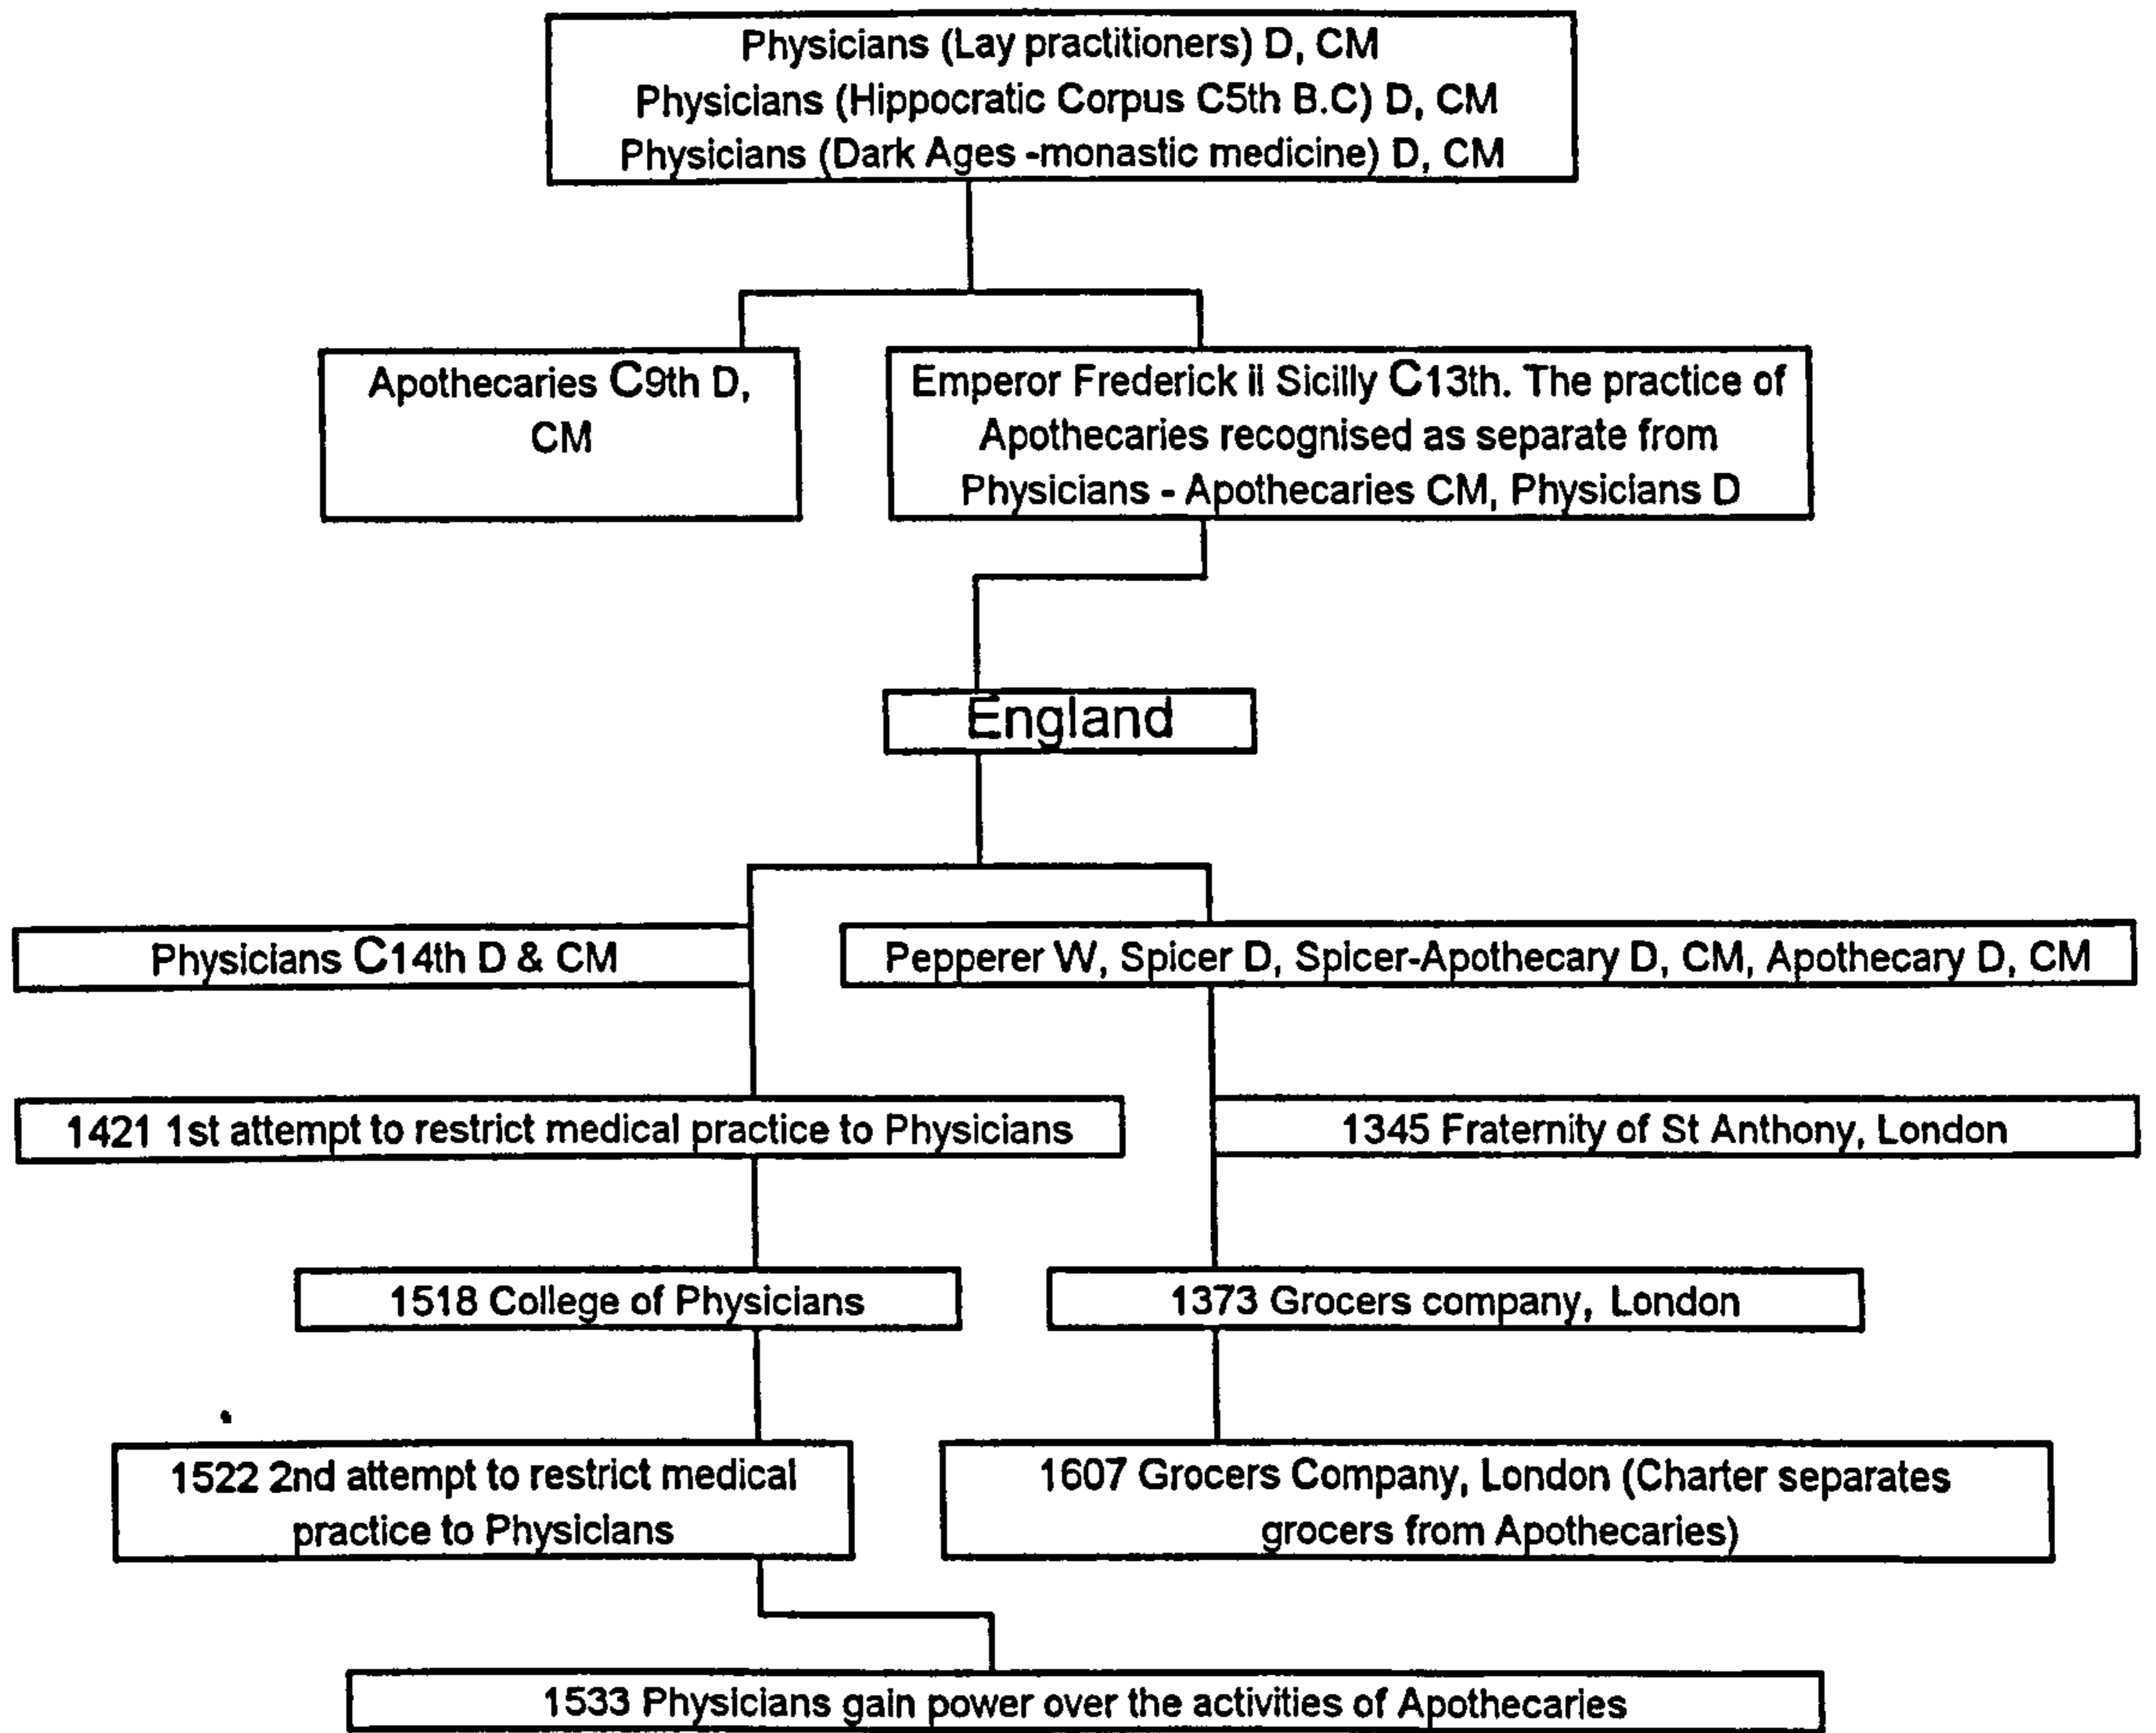 Physicians (Lay practitioners) D, CM
Physicians (Hippocratic Corpus C5th B.C) D, CM
Physicians (Dark Ages -monastic medicine) D, CM
Apothecaries C9th D,
CM
Emperor Frederick ii Sicilly C13th. The practice of
Apothecaries recognised as separate from
Physicians - Apothecaries CM, Physicians D
England
Physicians C14th D & CM
Pepperer W, Spicer D, Spicer-Apothecary D, CM, Apothecary D, CM
1421 1st attempt to restrict medical practice to Physicians
1345 Fraternity of St Anthony, London
1518 College of Physicians
1373 Grocers company, London
1522 2nd attempt to restrict medical
practice to Physicians
1607 Grocers Company, London (Charter separates
grocers from Apothecaries)
1533 Physicians gain power over the activities of Apothecaries